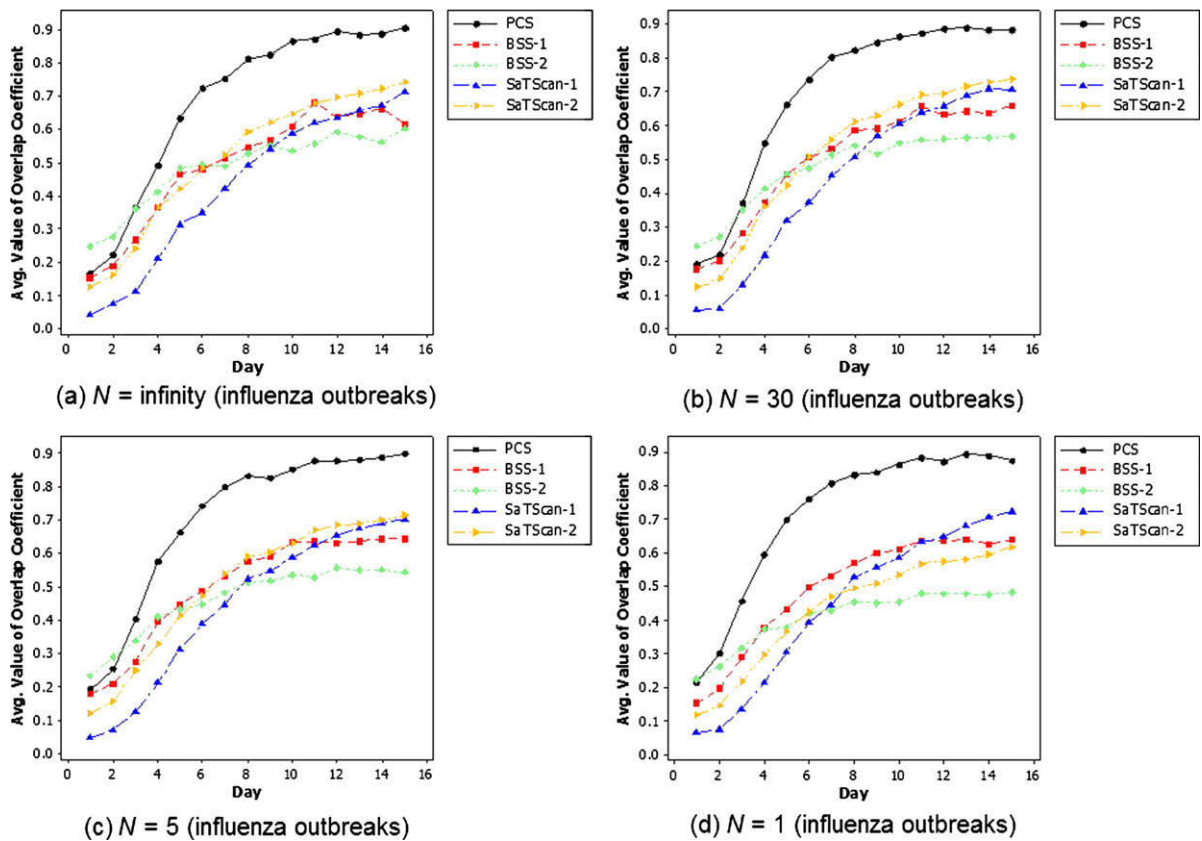 Avg. Value of Overlap Coefficient
0.9
0.8
0.7
0.6
0.5
0.4
0.3
0.2
0.1
0.0
0 2 4 6 8 10 12 14 16
Day
PCS
BSS-1
BSS-2
SaTScan-1
SaTScan-2
(a) N = infinity (influenza outbreaks)
Avg. Value of Overlap Coefficient
0.9
0.8
0.7
0.6
0.5
0.4
0.3
0.2
0.1
0.0
0 2 4 6 8 10 12 14 16
Day
PCS
BSS-1
BSS-2
SaTScan-1
SaTScan-2
(b) N = 30 (influenza outbreaks)
Avg. Value of Overlap Coefficient
0.9
0.8
0.7
0.6
0.5
0.4
0.3
0.2
0.1
0.0
0 2 4 6 8 10 12 14 16
Day
PCS
BSS-1
BSS-2
SaTScan-1
SaTScan-2
(c) N = 5 (influenza outbreaks)
Avg. Value of Overlap Coefficient
0.9
0.8
0.7
0.6
0.5
0.4
0.3
0.2
0.1
0.0
0 2 4 6 8 10 12 14 16
Day
PCS
BSS-1
BSS-2
SaTScan-1
SaTScan-2
(d) N = 1 (influenza outbreaks)